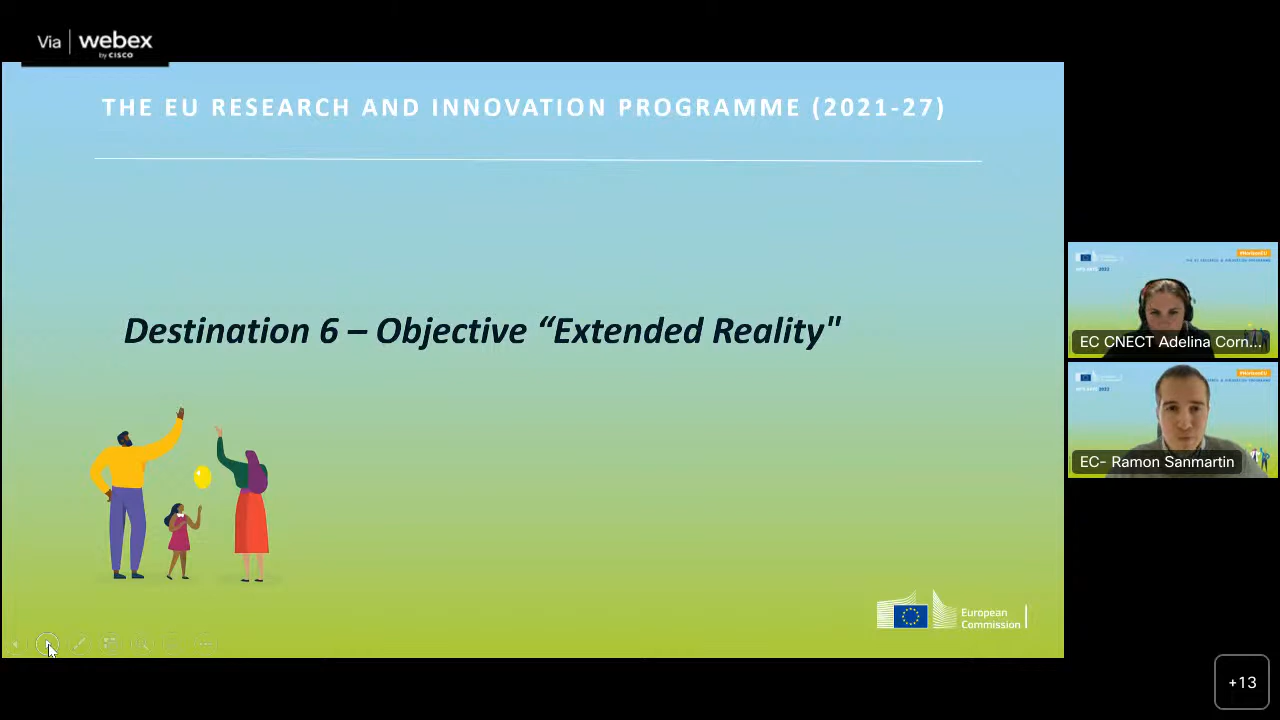 Via webex
by CISCO
THE EU RESEARCH AND INNOVATION PROGRAMME (2021-27)
Destination 6 – Objective “Extended Reality"
European
Commission
EC CNECT Adelina Corn...
EC- Ramon Sanmartin
+13